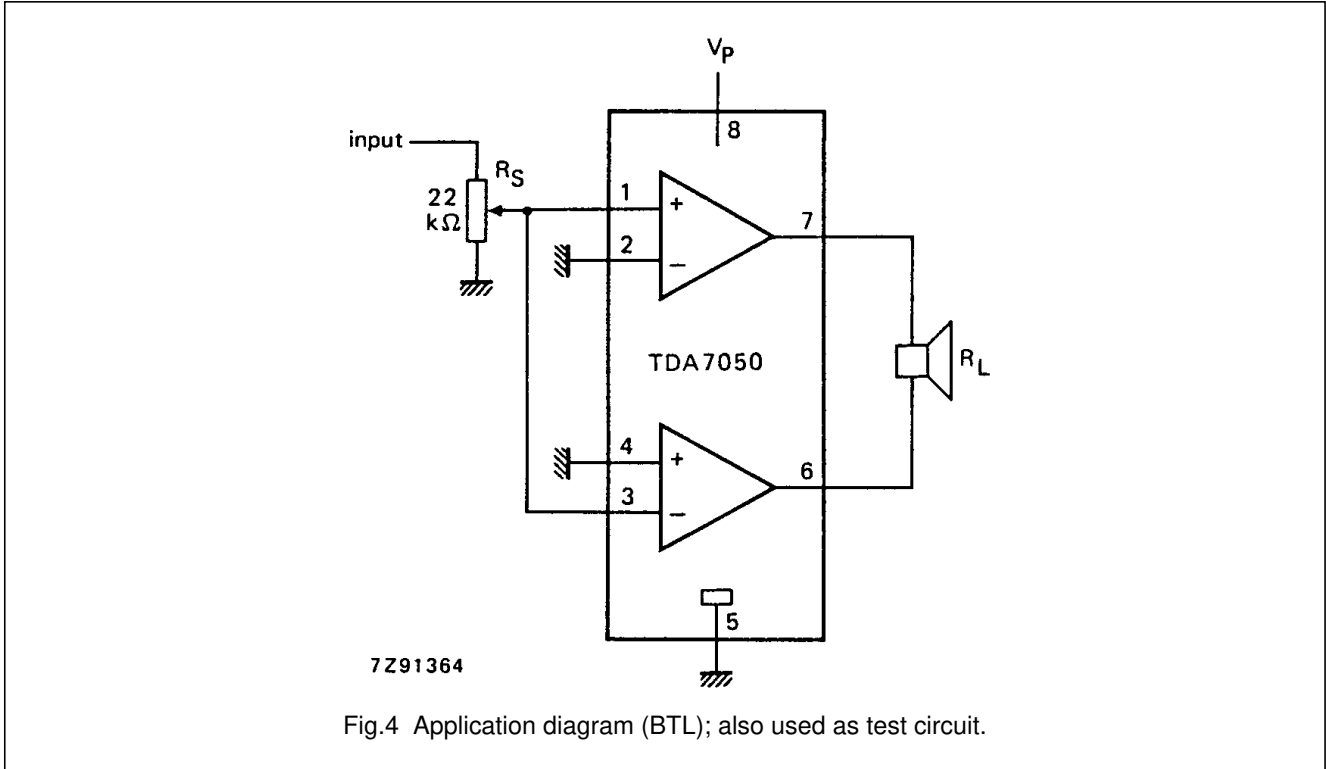 V_P
8
input
R_S
22
kΩ
1
+
2
−
7
TDA7050
R_L
4
+
3
−
6
5
7Z91364
Fig.4 Application diagram (BTL); also used as test circuit.